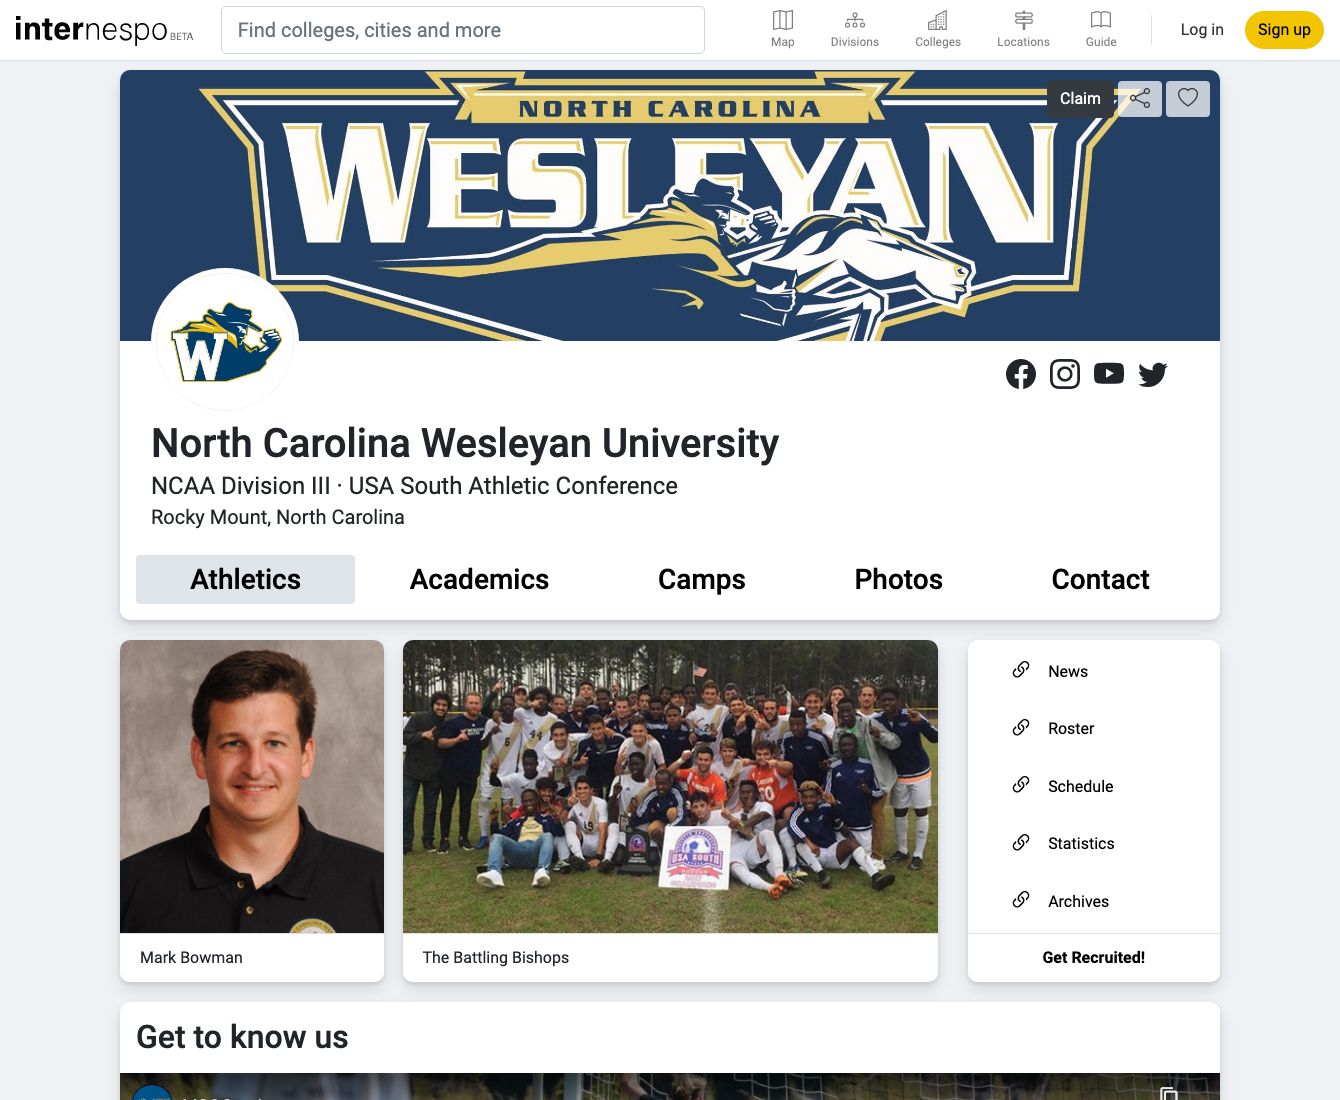 internespo BETA
Find colleges, cities and more
Map
Divisions
Colleges
Locations
Guide
Log in
Sign up
NORTH CAROLINA
WESLEYAN
Claim
W
North Carolina Wesleyan University
NCAA Division III · USA South Athletic Conference
Rocky Mount, North Carolina
Athletics
Academics
Camps
Photos
Contact
USA SOUTH
Mark Bowman
The Battling Bishops
News
Roster
Schedule
Statistics
Archives
Get Recruited!
Get to know us